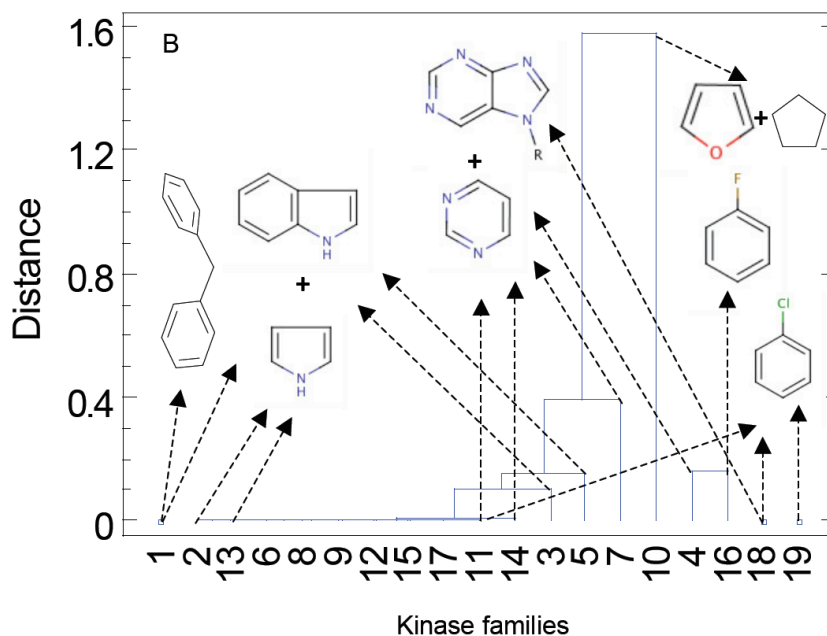 B
Distance
1.6
1.2
0.8
0.4
0
N
N
N
N
R
+
N
N
N
H
+
N
H
O
+
F
Cl
1 2 13 6 8 9 12 15 17 11 14 3 5 7 10 4 16 18 19
Kinase families